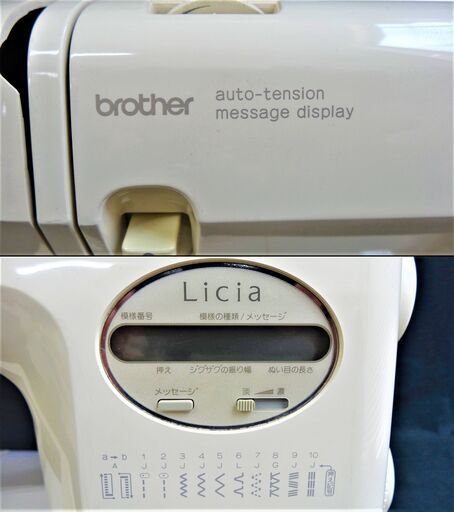 brother
auto-tension
message display
Licia
模様番号 模様の種類/メッセージ
押え ジグザグの振り幅 ぬい目の長さ
メッセージ 淡 濃
a→b 1 2 3 4 5 6 7 8 9 10
A J J J J J J J G J J